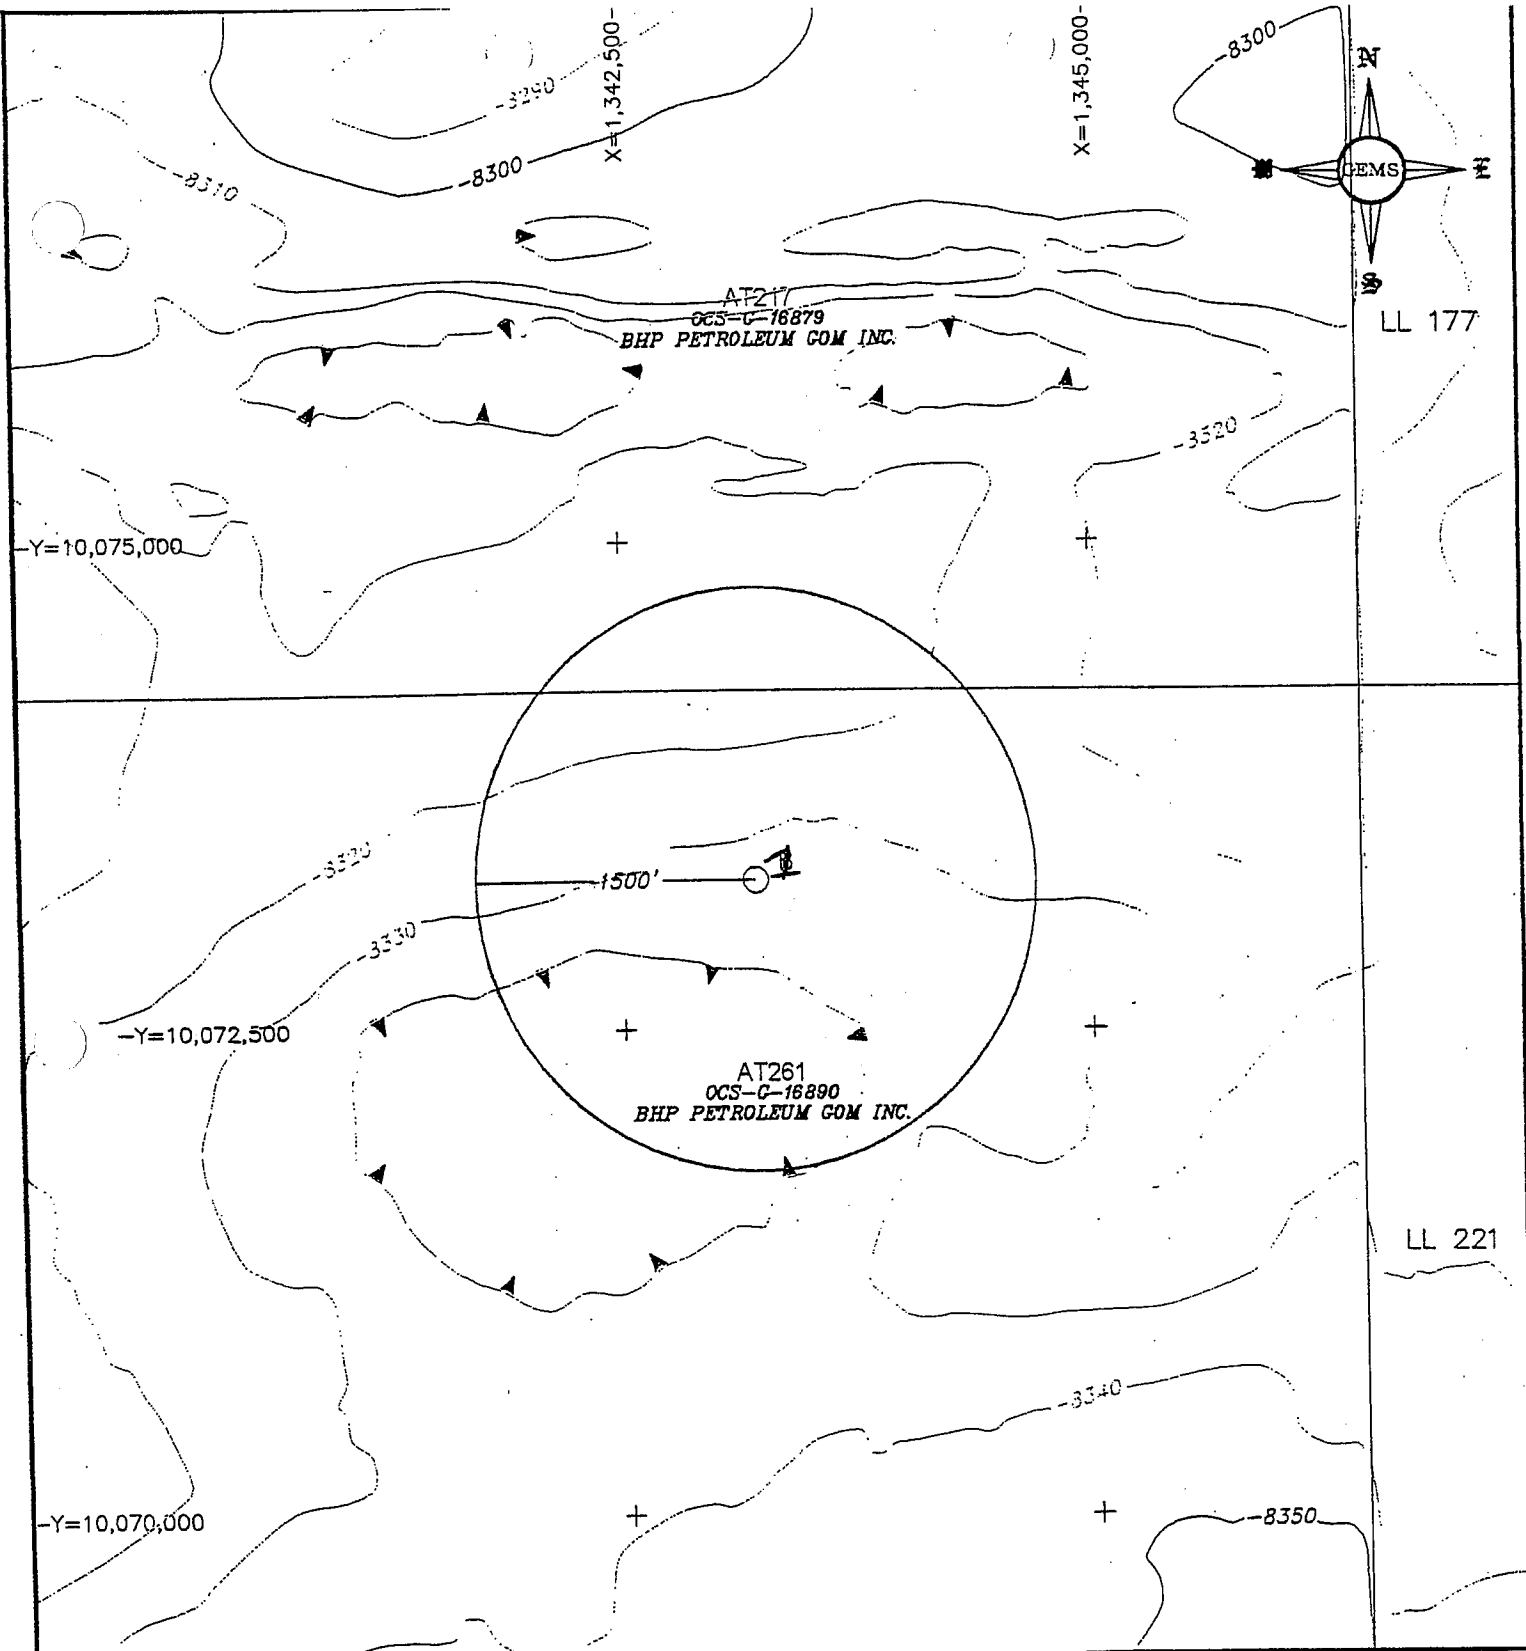 X=1,342,500
X=1,345,000
-8300
N
-8290
-8300
GEMS
E
-8310
S
AT217
OCS-G-16879
BHP PETROLEUM GOM INC.
LL 177
-8320
-Y=10,075,000
-8320
1500'
-8330
-Y=10,072,500
AT261
OCS-G-16890
BHP PETROLEUM GOM INC.
LL 221
-8340
-Y=10,070,000
-8350